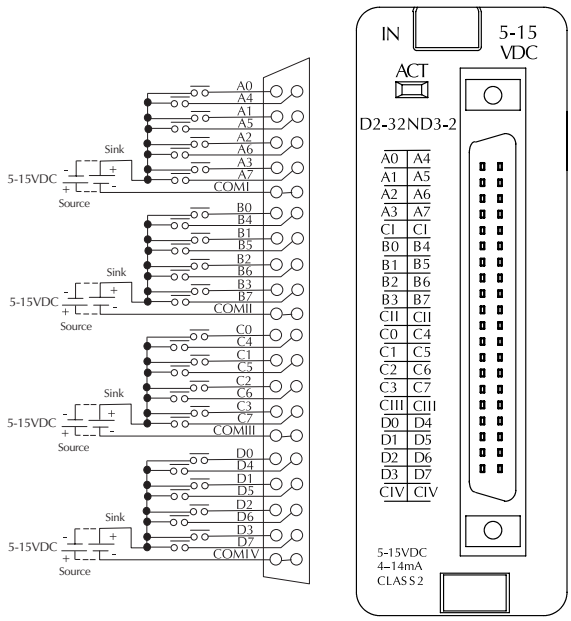 A0
A4
A1
A5
A2
A6
A3
A7
COMI
Sink
- +
5-15VDC
+ -
Source
B0
B4
B1
B5
B2
B6
B3
B7
COMII
Sink
- +
5-15VDC
+ -
Source
C0
C4
C1
C5
C2
C6
C3
C7
COMIII
Sink
- +
5-15VDC
+ -
Source
D0
D4
D1
D5
D2
D6
D3
D7
COMIV
Sink
- +
5-15VDC
+ -
Source
IN
5-15
VDC
ACT
D2-32ND3-2
A0 A4
A1 A5
A2 A6
A3 A7
CI CI
B0 B4
B1 B5
B2 B6
B3 B7
CII CII
C0 C4
C1 C5
C2 C6
C3 C7
CIII CIII
D0 D4
D1 D5
D2 D6
D3 D7
CIV CIV
5-15VDC
4-14mA
CLASS2